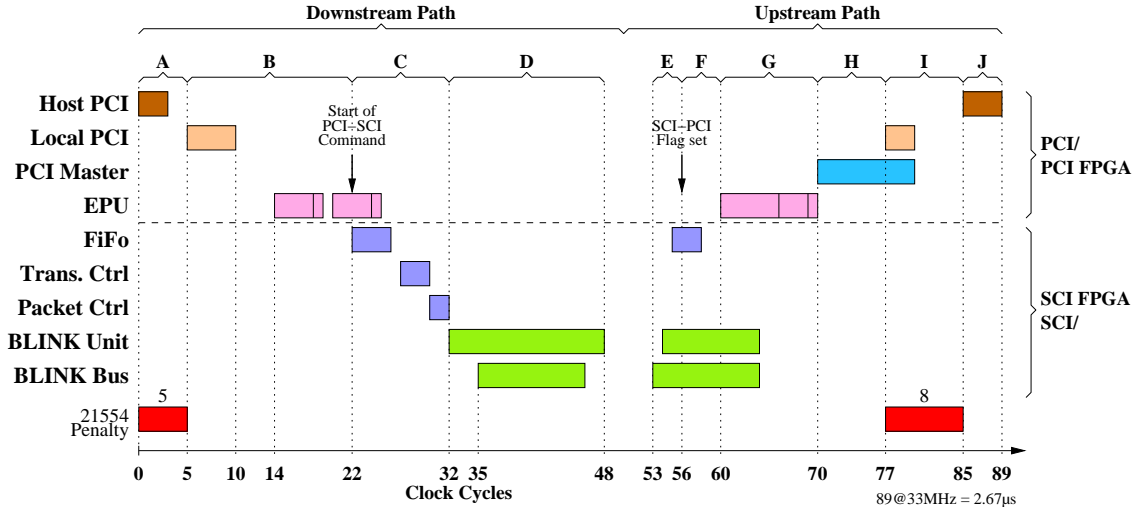 Downstream Path Upstream Path
A B C D E F G H I J
Host PCI
Start of
PCI−SCI
Command
SCI−PCI
Flag set
Local PCI
PCI Master
EPU
PCI/
PCI FPGA
FiFo
Trans. Ctrl
Packet Ctrl
BLINK Unit
BLINK Bus
SCI FPGA
SCI/
5 8
21554
Penalty
0 5 10 14 22 32 35 48 53 56 60 70 77 85 89
Clock Cycles
89@33MHz = 2.67µs